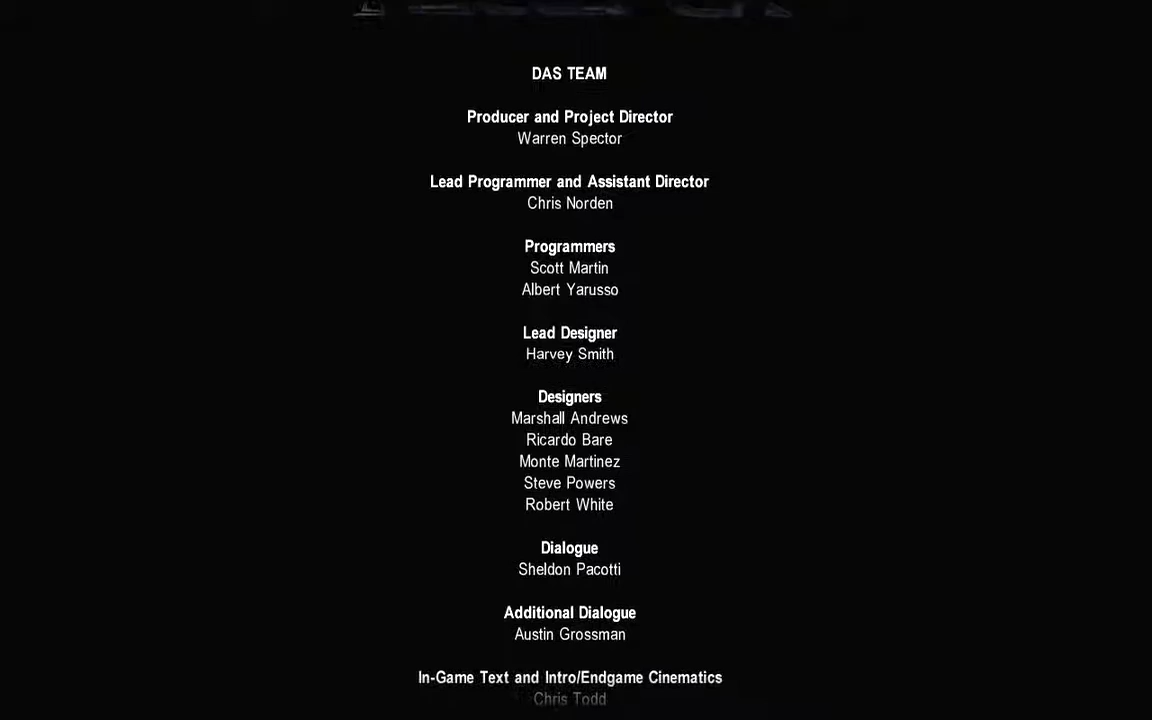 DAS TEAM
Producer and Project Director
Warren Spector
Lead Programmer and Assistant Director
Chris Norden
Programmers
Scott Martin
Albert Yarusso
Lead Designer
Harvey Smith
Designers
Marshall Andrews
Ricardo Bare
Monte Martinez
Steve Powers
Robert White
Dialogue
Sheldon Pacotti
Additional Dialogue
Austin Grossman
In-Game Text and Intro/Endgame Cinematics
Chris Todd